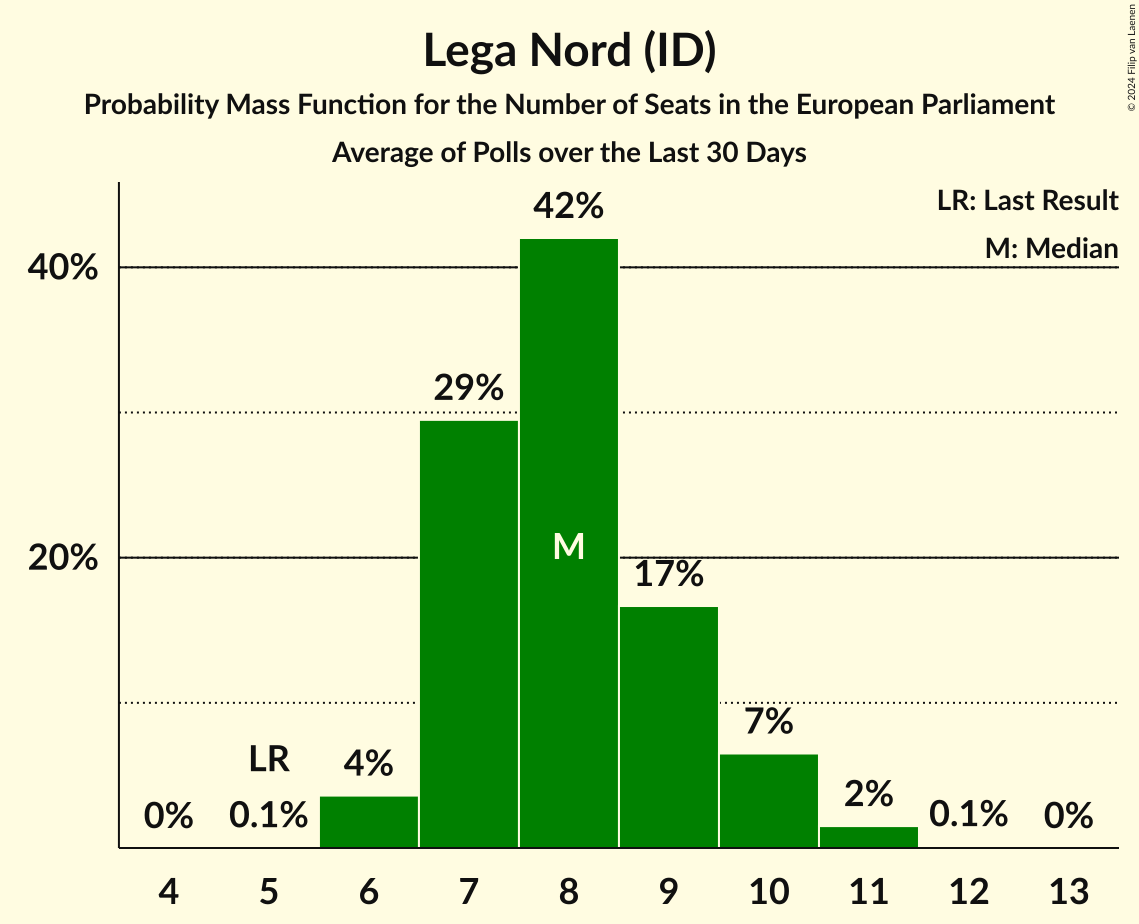 Lega Nord (ID)
Probability Mass Function for the Number of Seats in the European Parliament
Average of Polls over the Last 30 Days
© 2024 Filip van Laenen
LR: Last Result
M: Median
42%
40%
29%
M
20%
17%
7%
LR
4%
2%
0%
0.1%
0.1%
0%
4 5 6 7 8 9 10 11 12 13